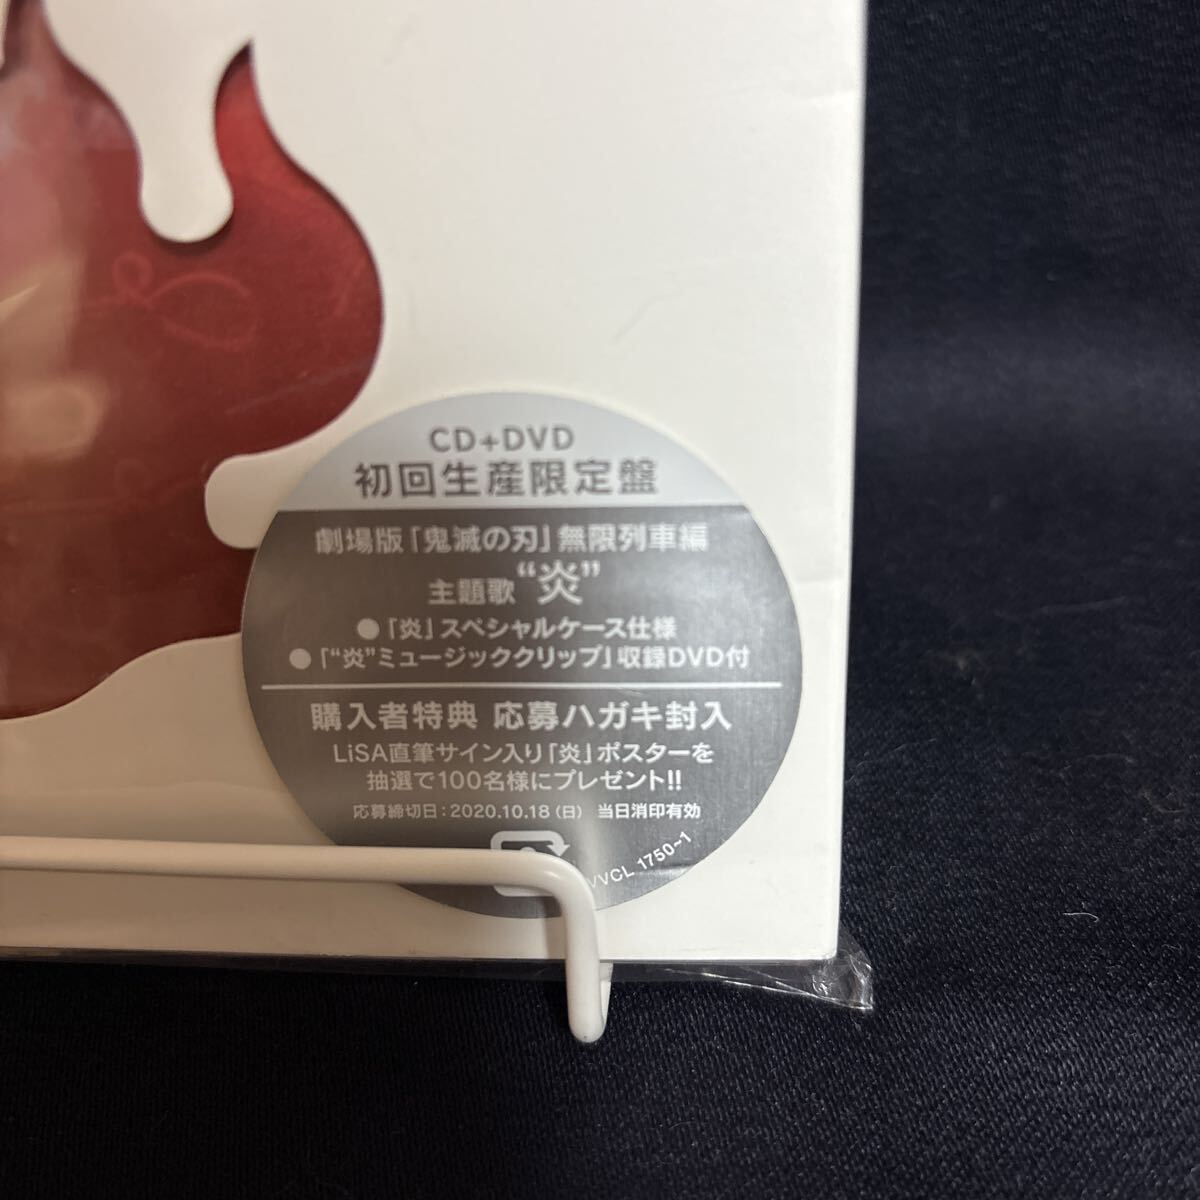 CD+DVD
初回生産限定盤
劇場版「鬼滅の刃」無限列車編
主題歌 “炎”
●「炎」スペシャルケース仕様
●「“炎”ミュージッククリップ」収録DVD付
購入者特典 応募ハガキ封入
LiSA直筆サイン入り「炎」ポスターを
抽選で100名様にプレゼント!!
応募締切日：2020.10.18（日） 当日消印有効
VVCL 1750~1